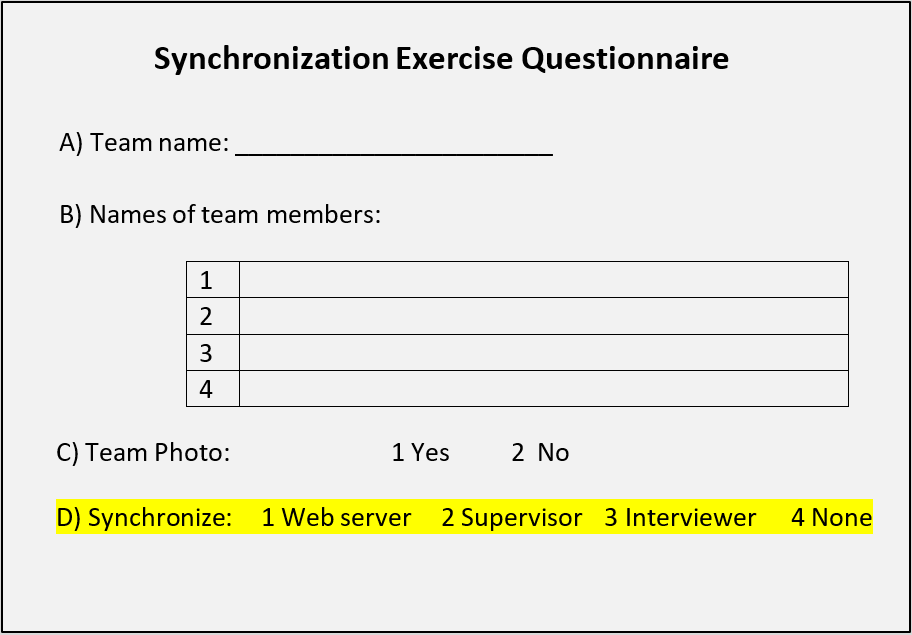 Synchronization Exercise Questionnaire
A) Team name: _______________________
B) Names of team members:
1
2
3
4
C) Team Photo: 1 Yes 2 No
D) Synchronize: 1 Web server 2 Supervisor 3 Interviewer 4 None